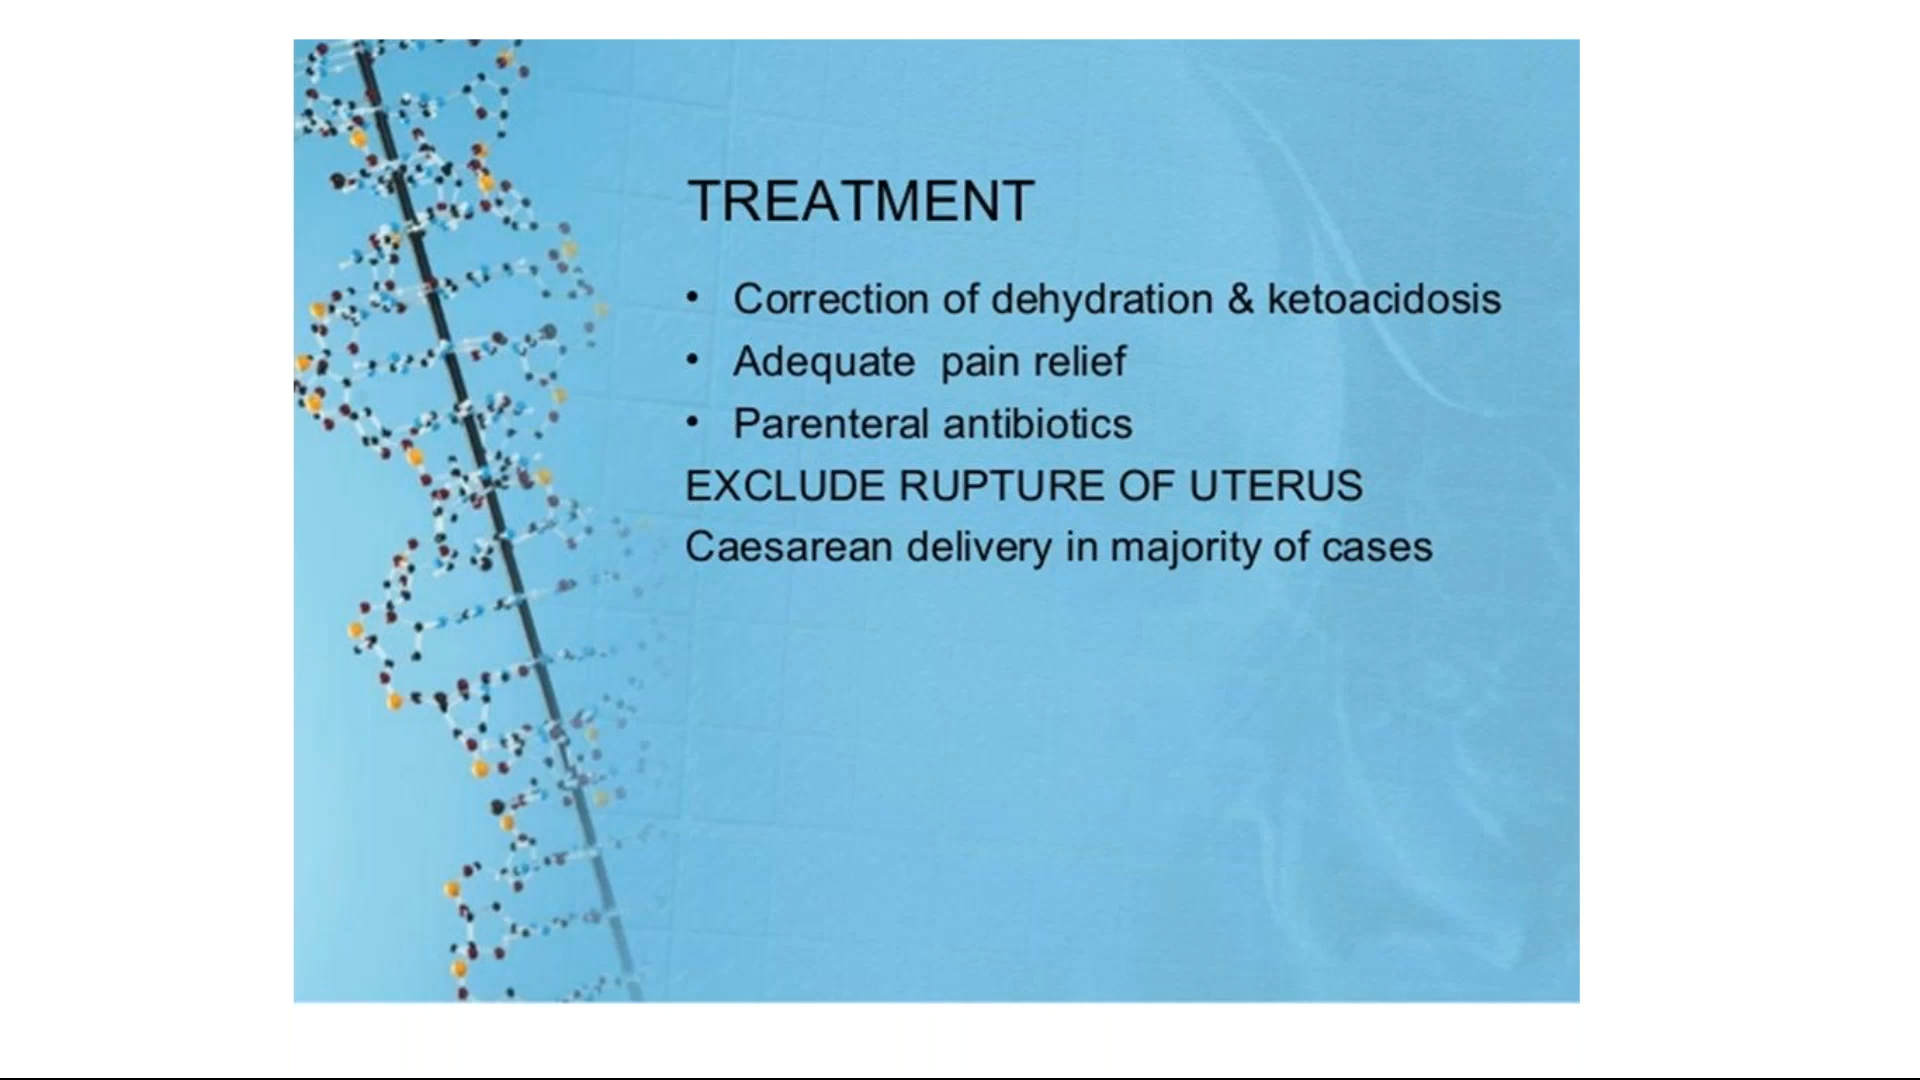 TREATMENT
• Correction of dehydration & ketoacidosis
• Adequate pain relief
• Parenteral antibiotics
EXCLUDE RUPTURE OF UTERUS
Caesarean delivery in majority of cases